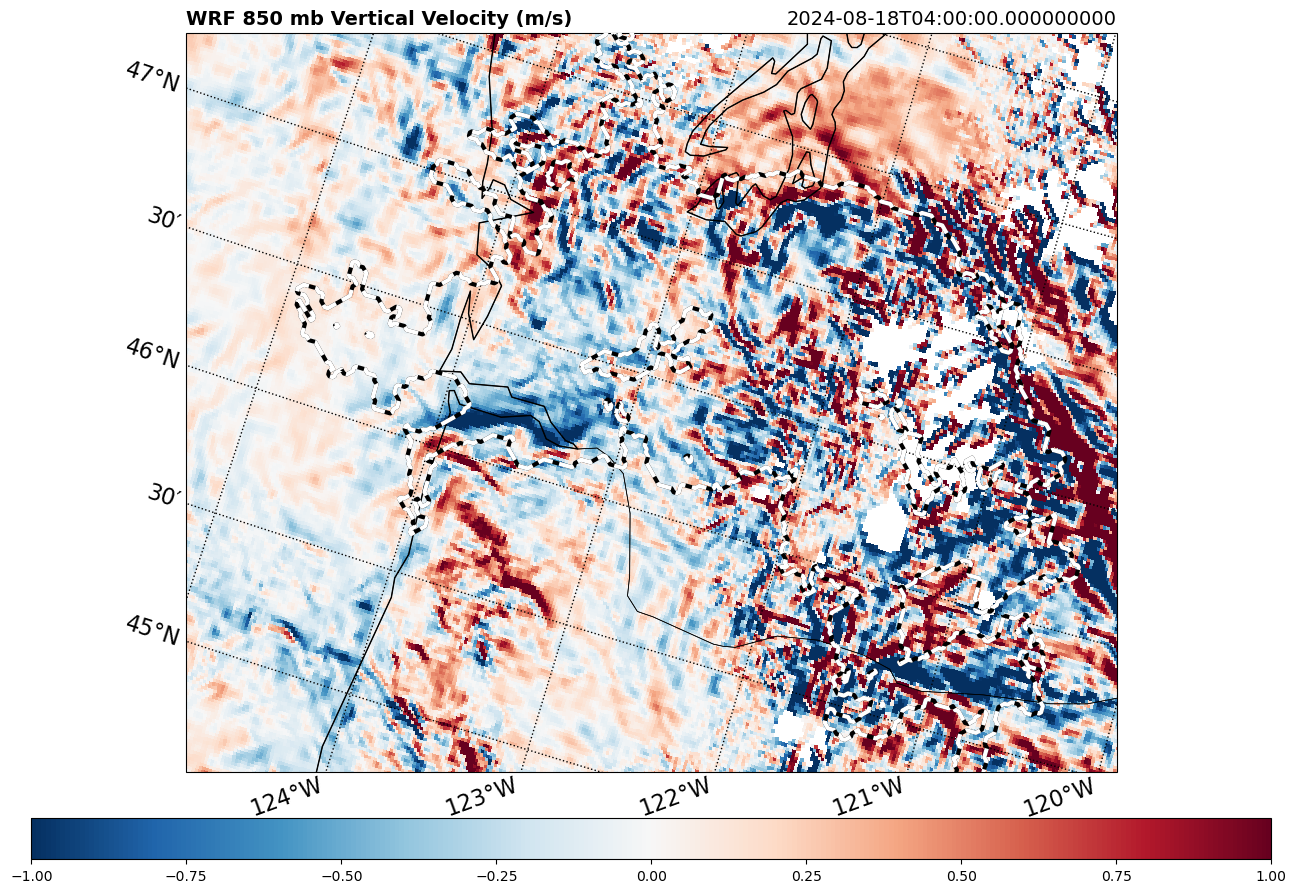 WRF 850 mb Vertical Velocity (m/s)
2024-08-18T04:00:00.000000000
47°N
30′
46°N
30′
45°N
124°W
123°W
122°W
121°W
120°W
−1.00
−0.75
−0.50
−0.25
0.00
0.25
0.50
0.75
1.00